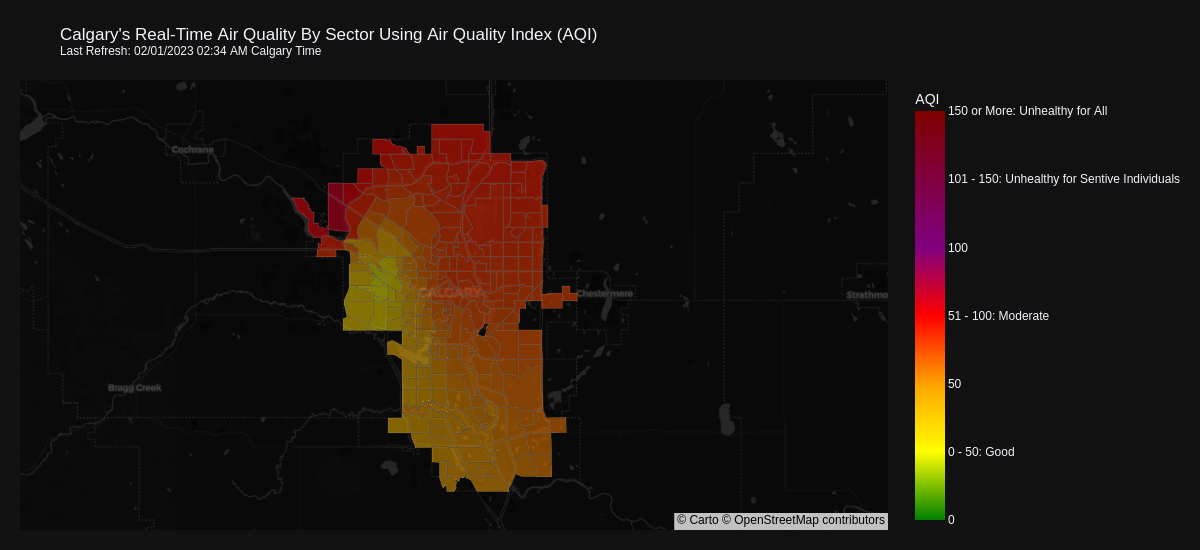 Calgary's Real-Time Air Quality By Sector Using Air Quality Index (AQI)
Last Refresh: 02/01/2023 02:34 AM Calgary Time
AQI
150 or More: Unhealthy for All
Cochrane
101 - 150: Unhealthy for Sentive Individuals
100
CALGARY
Chestermere
Strathmo
51 - 100: Moderate
50
Bragg Creek
0 - 50: Good
0
© Carto © OpenStreetMap contributors